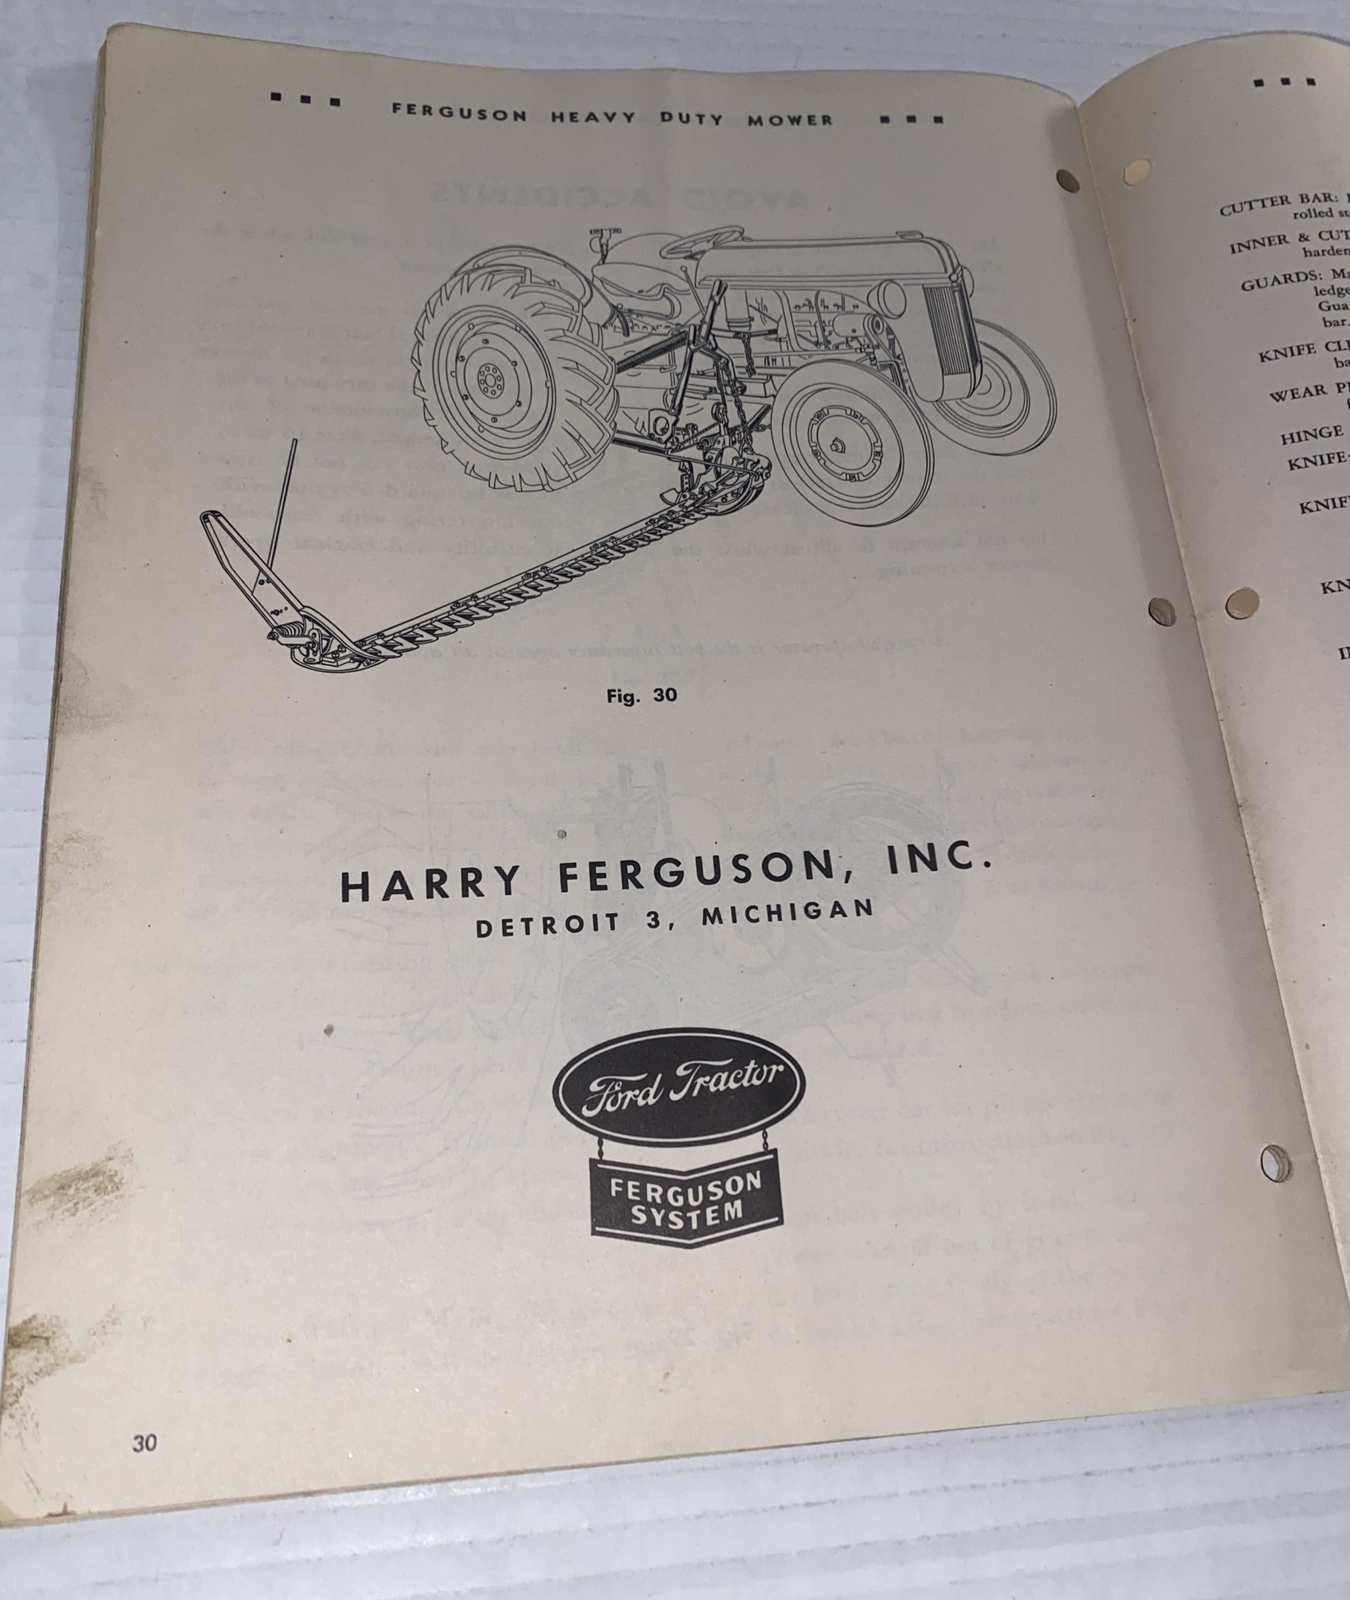 FERGUSON HEAVY DUTY MOWER
Fig. 30
HARRY FERGUSON, INC.
DETROIT 3, MICHIGAN
Ford Tractor
FERGUSON
SYSTEM
30
CUTTER BAR:
rolled
INNER &
harden
GUARDS:
ledge
bar.
KNIFE
WEAR
HINGE
KNIFE